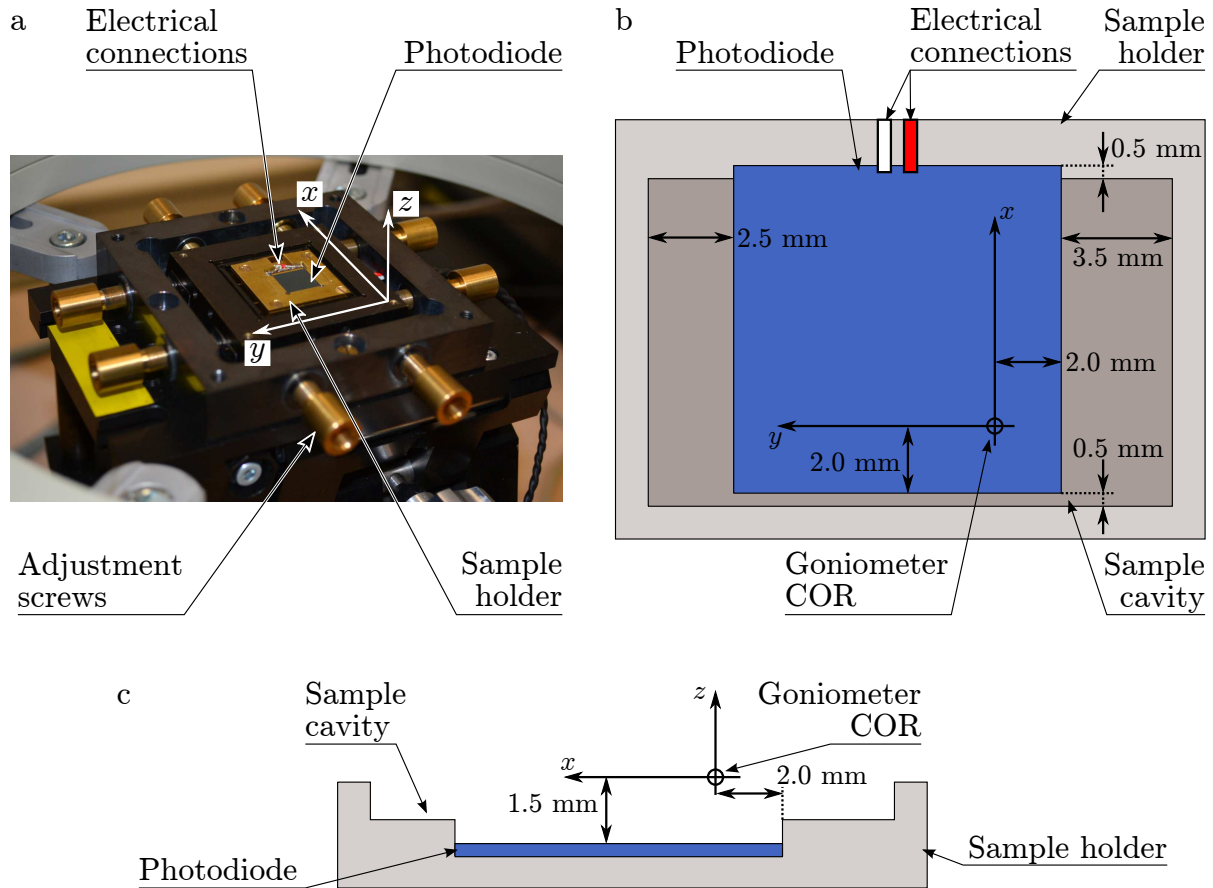 a
Electrical
connections
Photodiode
x
z
y
Adjustment
screws
Sample
holder
b
Photodiode
Electrical
connections
Sample
holder
0.5 mm
2.5 mm
3.5 mm
x
2.0 mm
y
2.0 mm
0.5 mm
Goniometer
COR
Sample
cavity
c
Sample
cavity
z
Goniometer
COR
x
2.0 mm
1.5 mm
Photodiode
Sample holder